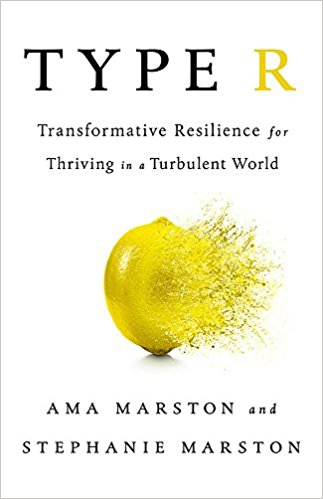 TYPE R
Transformative Resilience for
Thriving in a Turbulent World
AMA MARSTON and
STEPHANIE MARSTON